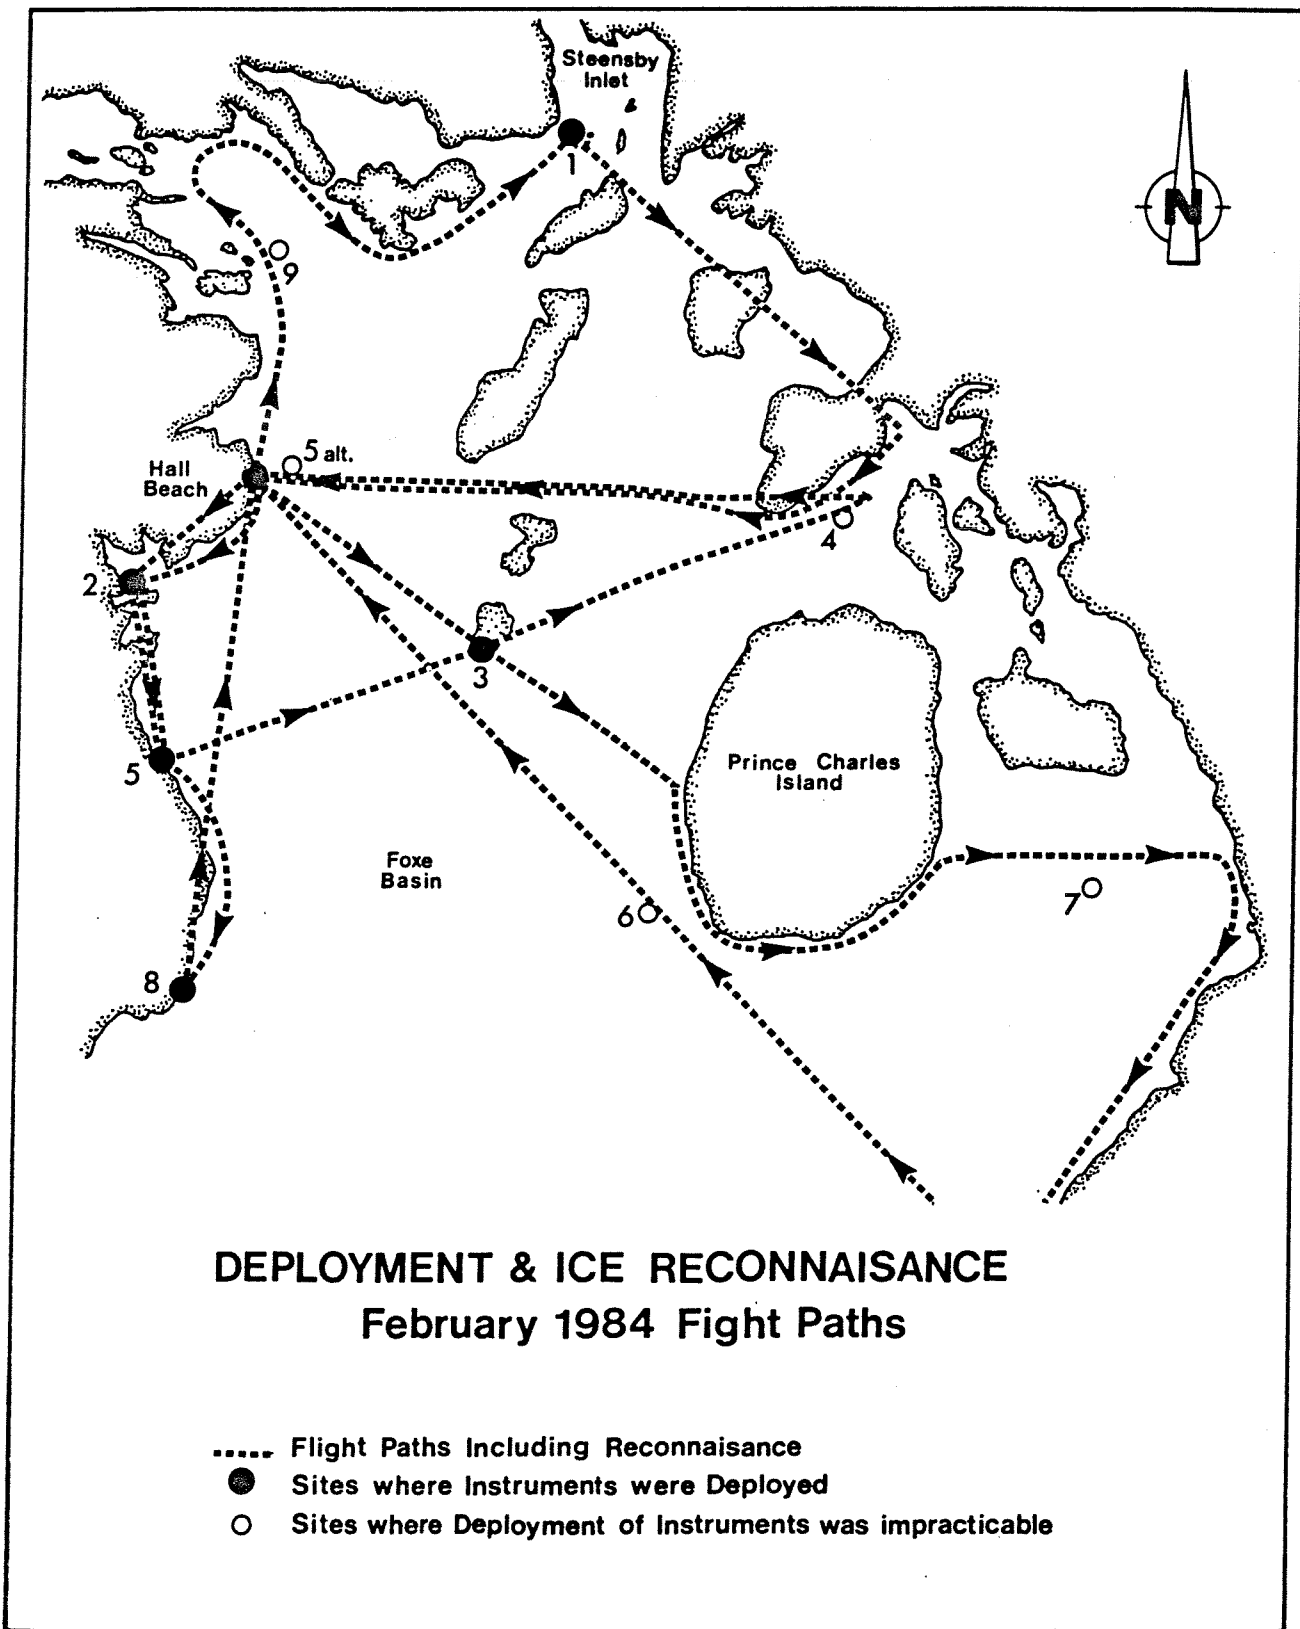 Steensby
Inlet
1
N
9
5 alt.
Hall
Beach
4
2
3
5
Prince Charles
Island
Foxe
Basin
7
6
8
DEPLOYMENT & ICE RECONNAISANCE
February 1984 Fight Paths
Flight Paths Including Reconnaisance
Sites where Instruments were Deployed
Sites where Deployment of Instruments was impracticable